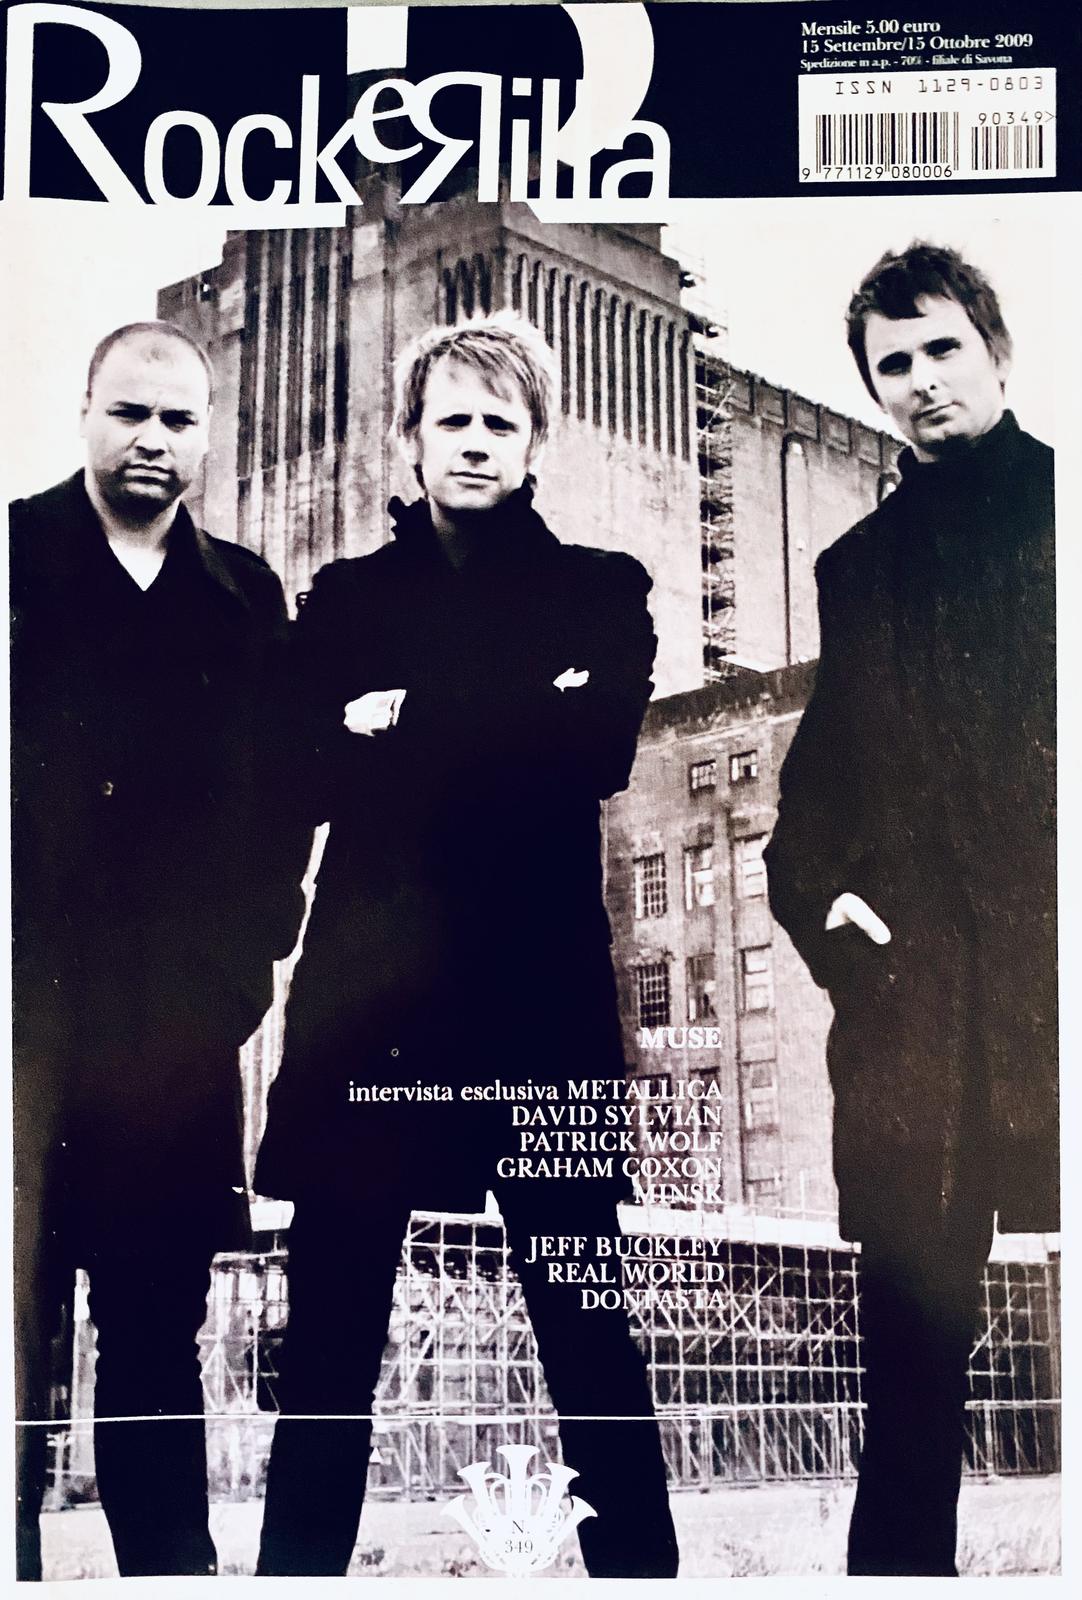 RockeRilla
Mensile 5.00 euro
15 Settembre/15 Ottobre 2009
Spedizione in a.p. - 70% - filiale di Savona
ISSN 1129-0803
90349>
9 771129 080006
MUSE
intervista esclusiva METALLICA
DAVID SYLVIAN
PATRICK WOLF
GRAHAM COXON
MINSK
JEFF BUCKLEY
REAL WORLD
DONPASTA
N.
349